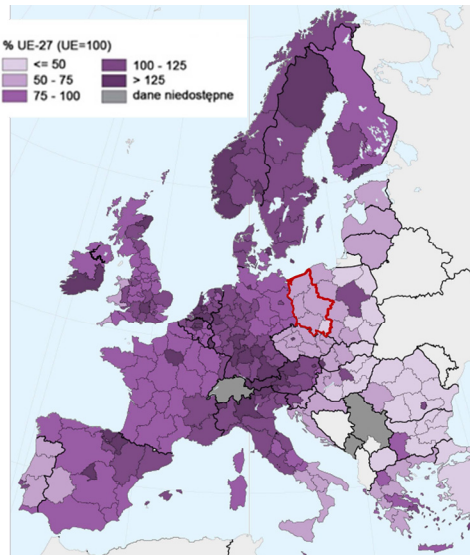 % UE-27 (UE=100)
<= 50
50 - 75
75 - 100
100 - 125
> 125
dane niedostępne